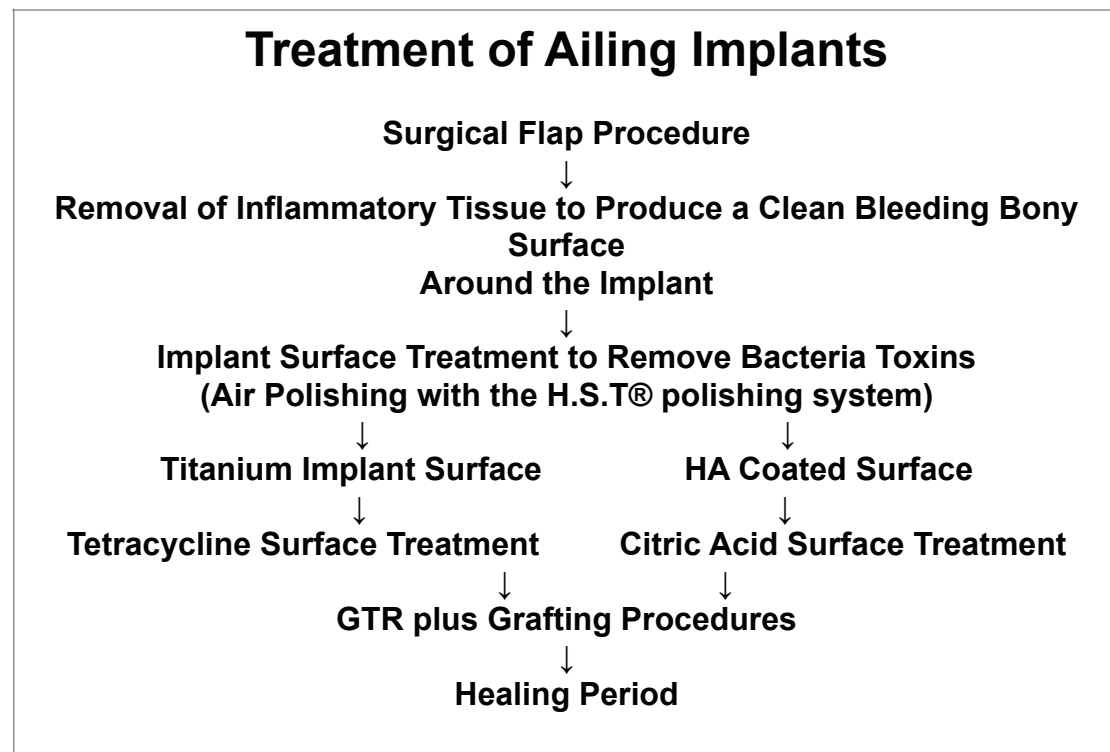 Treatment of Ailing Implants
Surgical Flap Procedure
↓
Removal of Inflammatory Tissue to Produce a Clean Bleeding Bony
Surface
Around the Implant
↓
Implant Surface Treatment to Remove Bacteria Toxins
(Air Polishing with the H.S.T® polishing system)
↓ ↓
Titanium Implant Surface HA Coated Surface
↓ ↓
Tetracycline Surface Treatment Citric Acid Surface Treatment
↓ ↓
GTR plus Grafting Procedures
↓
Healing Period